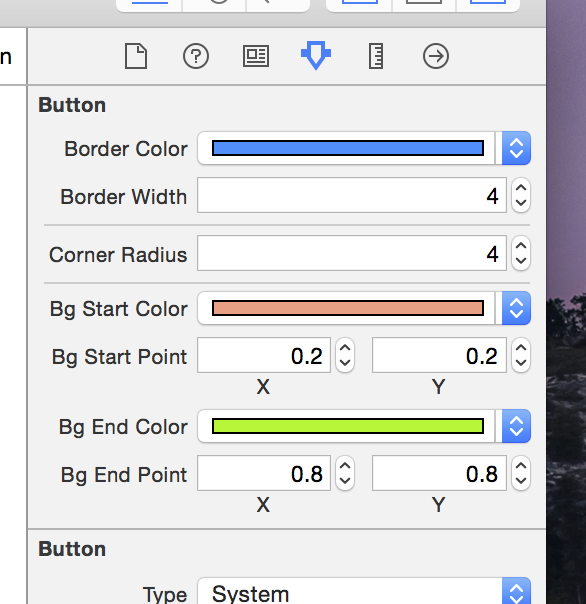 n
Button
Border Color
Border Width 4
Corner Radius 4
Bg Start Color
Bg Start Point 0.2 0.2
X Y
Bg End Color
Bg End Point 0.8 0.8
X Y
Button
Type System